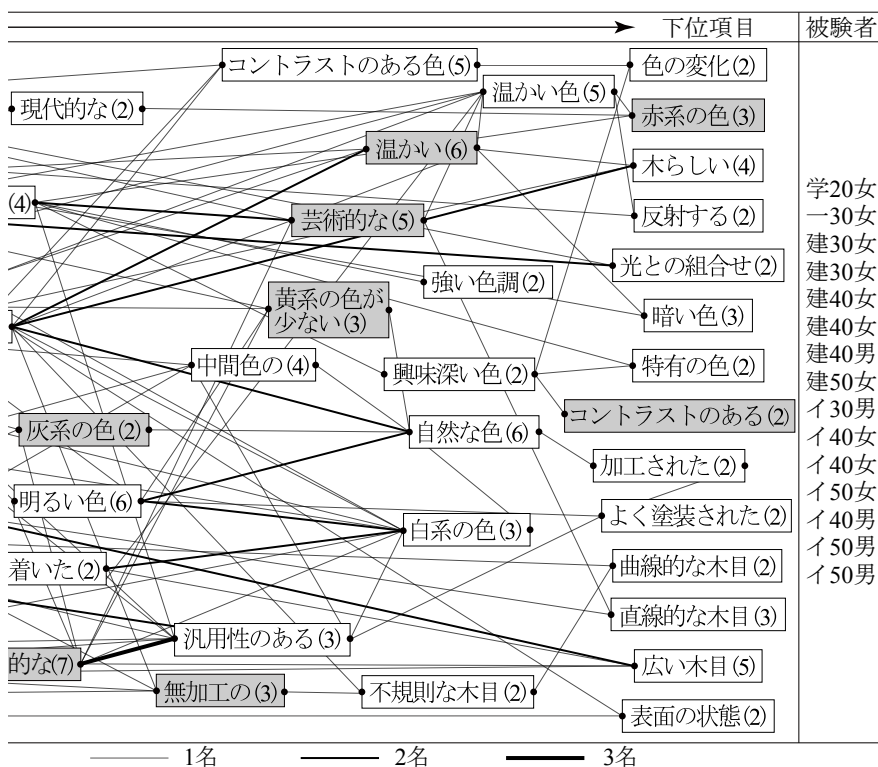 下位項目
被験者
コントラストのある色(5)
色の変化(2)
温かい色(5)
現代的な(2)
赤系の色(3)
温かい(6)
木らしい(4)
(4)
芸術的な(5)
反射する(2)
光との組合せ(2)
強い色調(2)
黄系の色が
少ない(3)
暗い色(3)
中間色の(4)
興味深い色(2)
特有の色(2)
コントラストのある(2)
灰系の色(2)
自然な色(6)
加工された(2)
明るい色(6)
よく塗装された(2)
白系の色(3)
着いた(2)
曲線的な木目(2)
直線的な木目(3)
汎用性のある(3)
的な(7)
広い木目(5)
無加工の(3)
不規則な木目(2)
表面の状態(2)
学20女
一30女
建30女
建30女
建40女
建40女
建40男
建50女
イ30男
イ40女
イ40女
イ50女
イ40男
イ50男
イ50男
1名
2名
3名